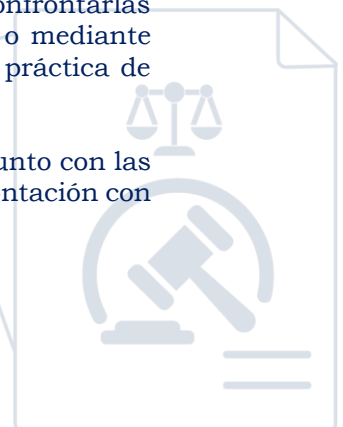 onfrontarlas
o mediante
práctica de
unto con las
ntación con